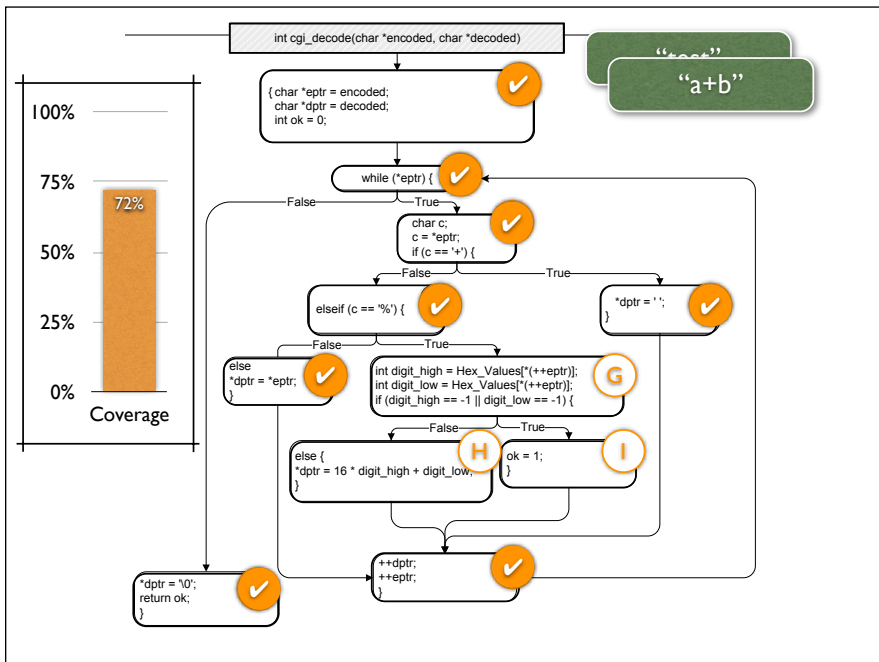 int cgi_decode(char *encoded, char *decoded)
"test"
"a+b"
{ char *eptr = encoded;
char *dptr = decoded;
int ok = 0;
100%
75%
72%
50%
25%
0%
Coverage
while (*eptr) {
False
True
char c;
c = *eptr;
if (c == '+') {
False
True
elseif (c == '%') {
*dptr = ' ';
}
False
True
else
*dptr = *eptr;
}
int digit_high = Hex_Values[*(++eptr)];
int digit_low = Hex_Values[*(++eptr)];
if (digit_high == -1 || digit_low == -1) {
G
False
True
else {
*dptr = 16 * digit_high + digit_low;
}
H
ok = 1;
}
I
*dptr = '\0';
return ok;
}
++dptr;
++eptr;
}